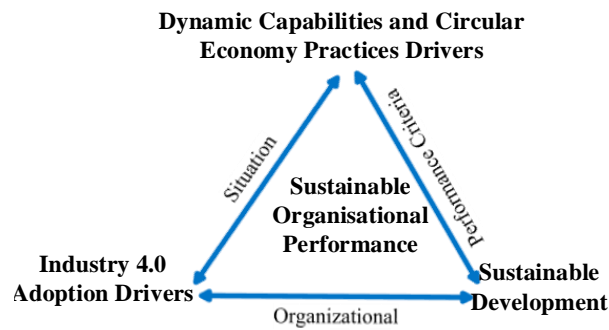 Dynamic Capabilities and Circular
Economy Practices Drivers
Situation
Performance Criteria
Sustainable
Organisational
Performance
Industry 4.0
Adoption Drivers
Sustainable
Development
Organizational